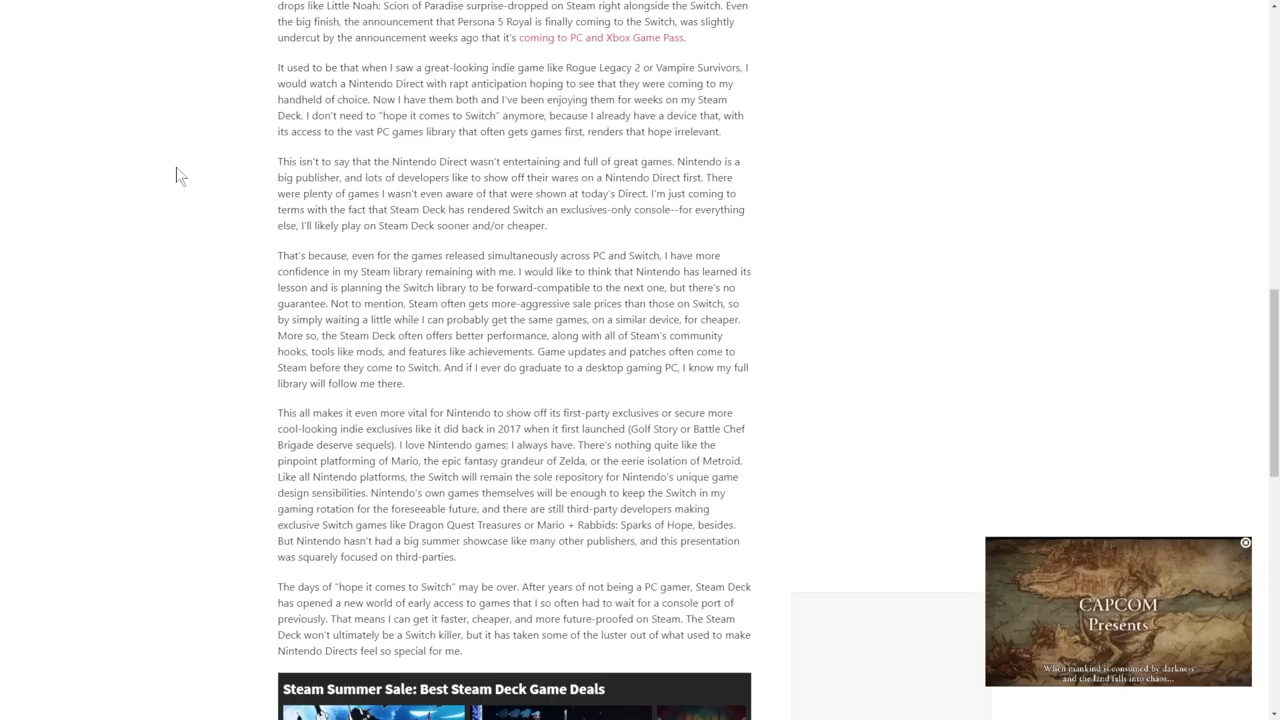 drops like Little Noah: Scion of Paradise surprise-dropped on Steam right alongside the Switch. Even
the big finish, the announcement that Persona 5 Royal is finally coming to the Switch, was slightly
undercut by the announcement weeks ago that it's coming to PC and Xbox Game Pass.
It used to be that when I saw a great-looking indie game like Rogue Legacy 2 or Vampire Survivors, I
would watch a Nintendo Direct with rapt anticipation hoping to see that they were coming to my
handheld of choice. Now I have them both and I've been enjoying them for weeks on my Steam
Deck. I don't need to "hope it comes to Switch" anymore, because I already have a device that, with
its access to the vast PC games library that often gets games first, renders that hope irrelevant.
This isn't to say that the Nintendo Direct wasn't entertaining and full of great games. Nintendo is a
big publisher, and lots of developers like to show off their wares on a Nintendo Direct first. There
were plenty of games I wasn't even aware of that were shown at today's Direct. I'm just coming to
terms with the fact that Steam Deck has rendered Switch an exclusives-only console--for everything
else, I'll likely play on Steam Deck sooner and/or cheaper.
That's because, even for the games released simultaneously across PC and Switch, I have more
confidence in my Steam library remaining with me. I would like to think that Nintendo has learned its
lesson and is planning the Switch library to be forward-compatible to the next one, but there's no
guarantee. Not to mention, Steam often gets more-aggressive sale prices than those on Switch, so
by simply waiting a little while I can probably get the same games, on a similar device, for cheaper.
More so, the Steam Deck often offers better performance, along with all of Steam's community
hooks, tools like mods, and features like achievements. Game updates and patches often come to
Steam before they come to Switch. And if I ever do graduate to a desktop gaming PC, I know my full
library will follow me there.
This all makes it even more vital for Nintendo to show off its first-party exclusives or secure more
cool-looking indie exclusives like it did back in 2017 when it first launched (Golf Story or Battle Chef
Brigade deserve sequels). I love Nintendo games; I always have. There's nothing quite like the
pinpoint platforming of Mario, the epic fantasy grandeur of Zelda, or the eerie isolation of Metroid.
Like all Nintendo platforms, the Switch will remain the sole repository for Nintendo's unique game
design sensibilities. Nintendo's own games themselves will be enough to keep the Switch in my
gaming rotation for the foreseeable future, and there are still third-party developers making
exclusive Switch games like Dragon Quest Treasures or Mario + Rabbids: Sparks of Hope, besides.
But Nintendo hasn't had a big summer showcase like many other publishers, and this presentation
was squarely focused on third-parties.
The days of "hope it comes to Switch" may be over. After years of not being a PC gamer, Steam Deck
has opened a new world of early access to games that I so often had to wait for a console port of
previously. That means I can get it faster, cheaper, and more future-proofed on Steam. The Steam
Deck won't ultimately be a Switch killer, but it has taken some of the luster out of what used to make
Nintendo Directs feel so special for me.
Steam Summer Sale: Best Steam Deck Game Deals
CAPCOM
Presents
When mankind is consumed by darkness
and the land falls into chaos...